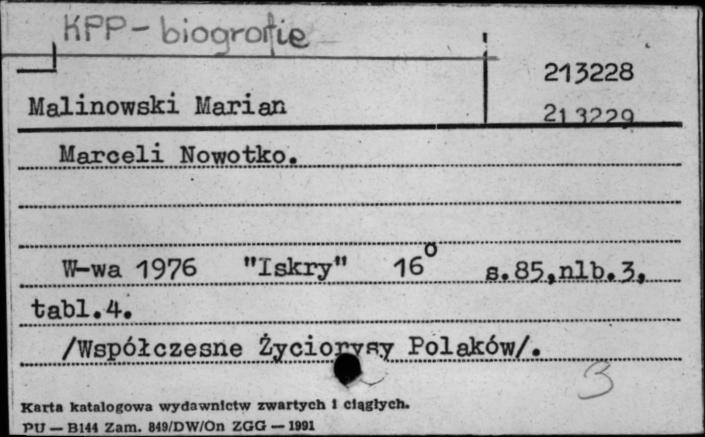 KPP - biografie
213228
Malinowski Marian
213229
Marceli Nowotko.
W-wa 1976 "Iskry" 16° s.85,nlb.3,
tabl.4.
/Współczesne Życiorysy Polaków/.
3
Karta katalogowa wydawnictw zwartych i ciągłych.
PU — B144 Zam. 849/DW/On ZGG — 1991